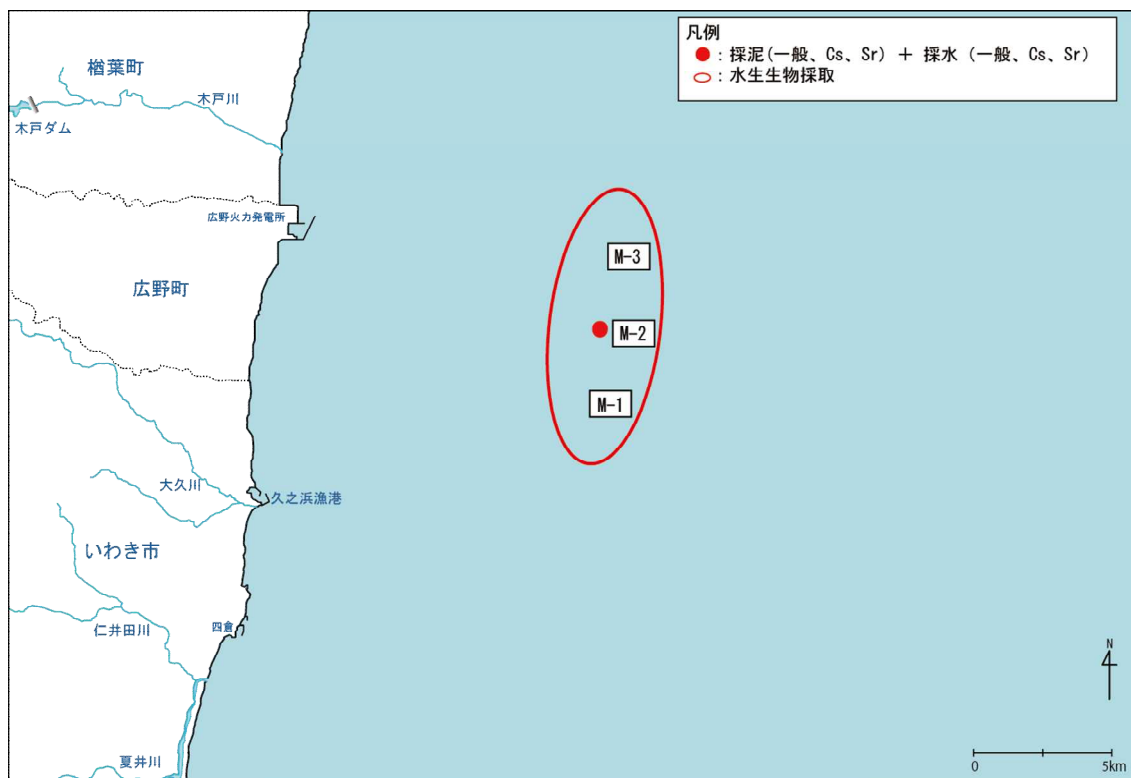 凡例
：採泥(一般、Cs、Sr) ＋ 採水 (一般、Cs、Sr)
：水生生物採取
楢葉町
木戸川
木戸ダム
広野火力発電所
広野町
M-3
M-2
M-1
大久川
久之浜漁港
いわき市
仁井田川
四倉
夏井川
N
0 5km